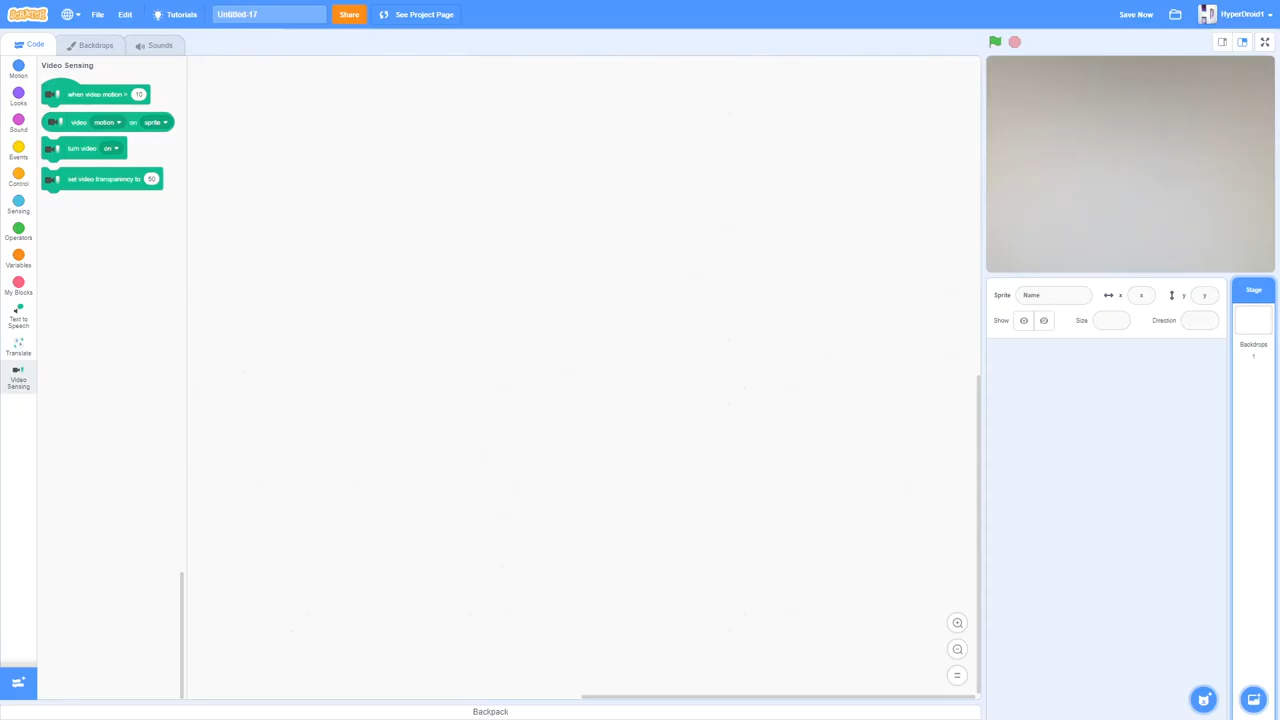 SCRATCH
File
Edit
Tutorials
Untitled-17
Share
See Project Page
Save Now
HyperDroid1
Code
Backdrops
Sounds
Motion
Looks
Sound
Events
Control
Sensing
Operators
Variables
My Blocks
Text to
Speech
Translate
Video
Sensing
Video Sensing
when video motion > 10
video motion on sprite
turn video on
set video transparency to 50
Sprite Name x x y y
Show Size Direction
Stage
Backdrops
1
Backpack